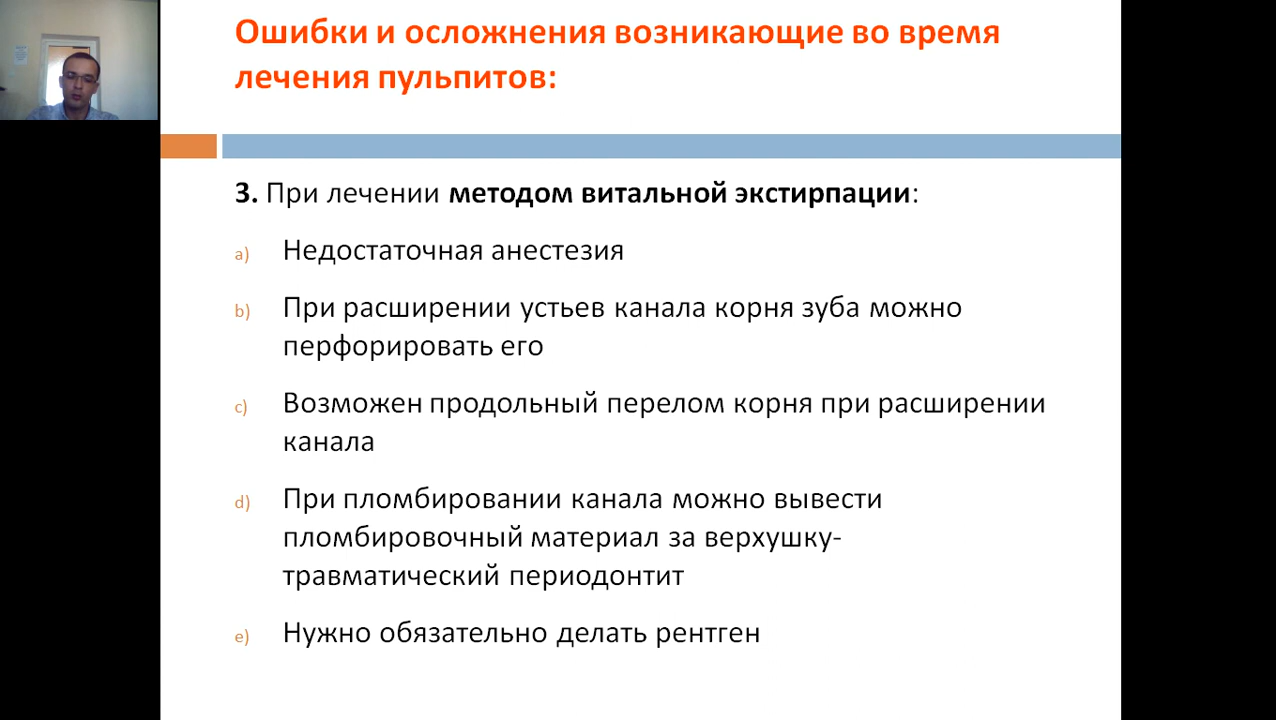 Ошибки и осложнения возникающие во время
лечения пульпитов:
3. При лечении методом витальной экстирпации:
a) Недостаточная анестезия
b) При расширении устьев канала корня зуба можно
перфорировать его
c) Возможен продольный перелом корня при расширении
канала
d) При пломбировании канала можно вывести
пломбировочный материал за верхушку-
травматический периодонтит
e) Нужно обязательно делать рентген